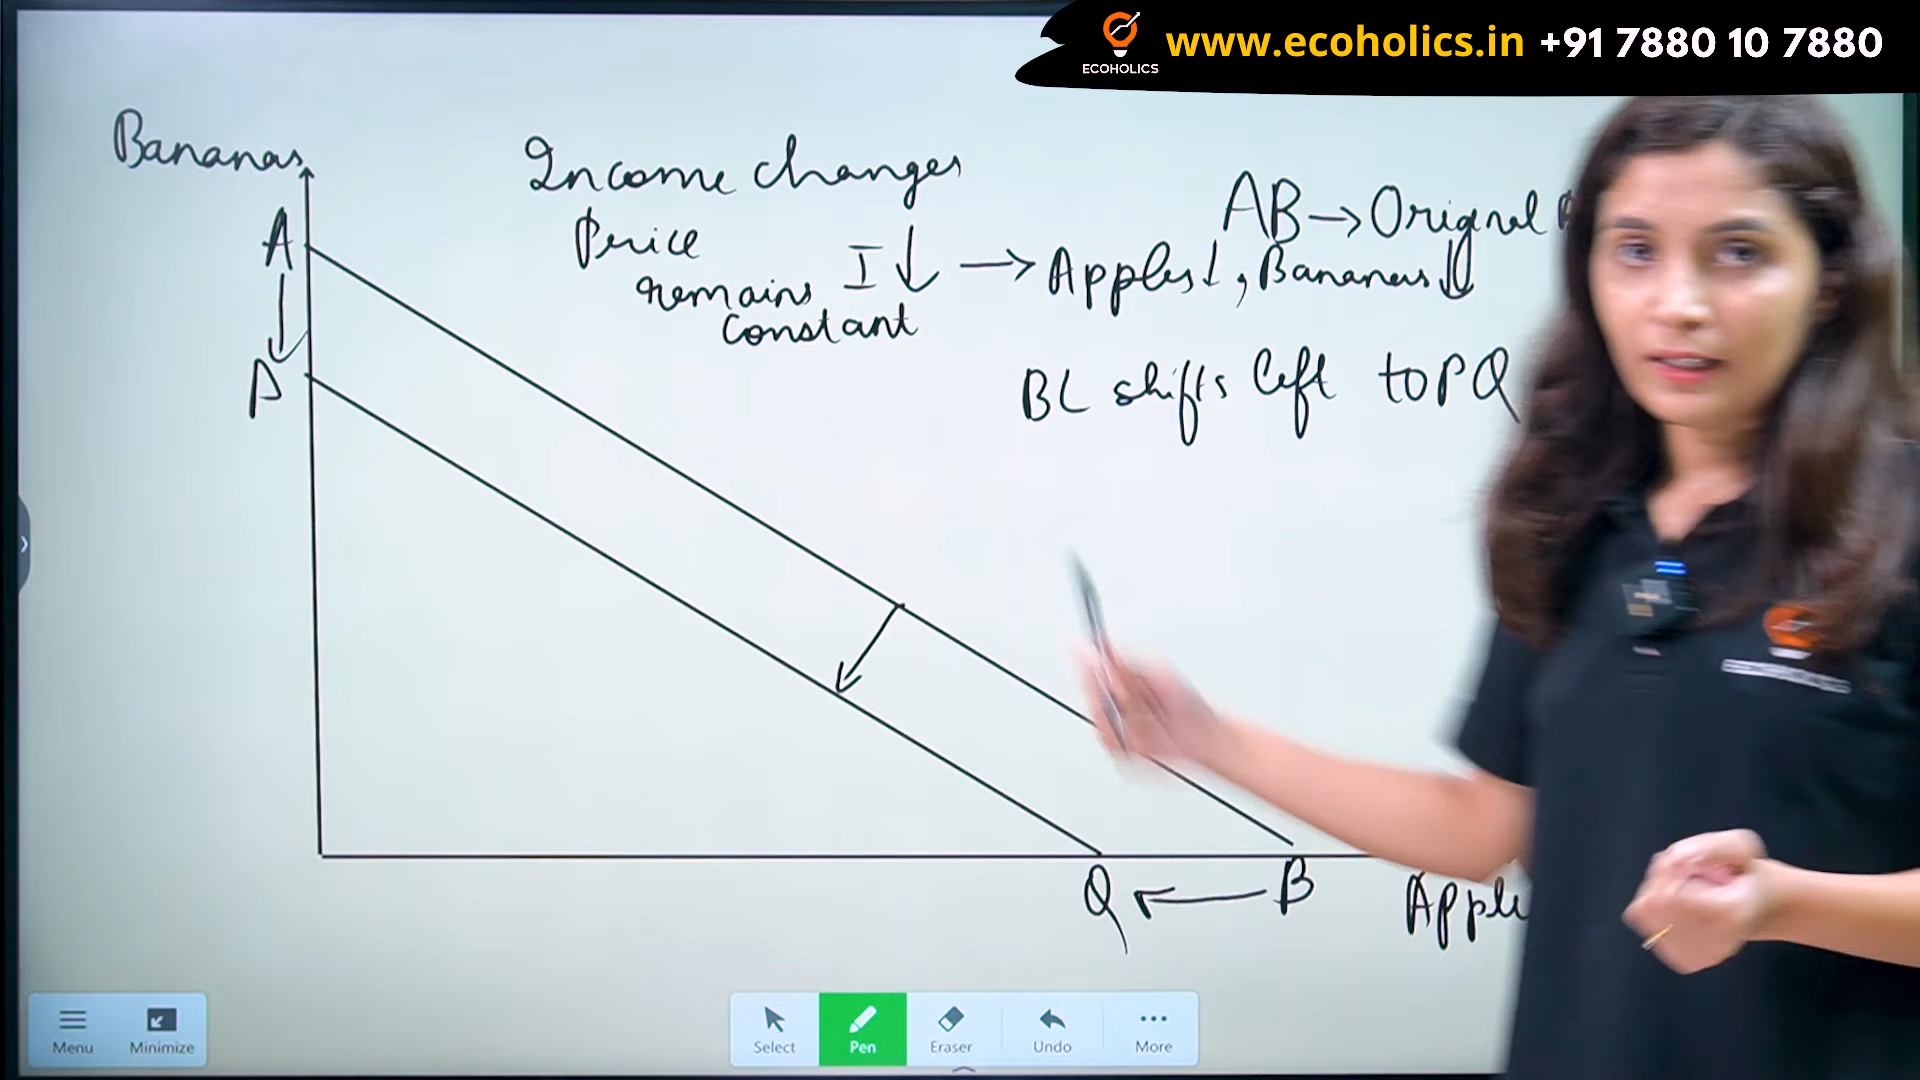 www.ecoholics.in +91 7880 10 7880
ECOHOLICS
Bananas
Income changes
Price
remains
constant
I ↓ → Apples↓, Bananas↓
AB → Original
BL shifts left to PQ
A
P
Q ← B
Menu
Minimize
Select
Pen
Eraser
Undo
More